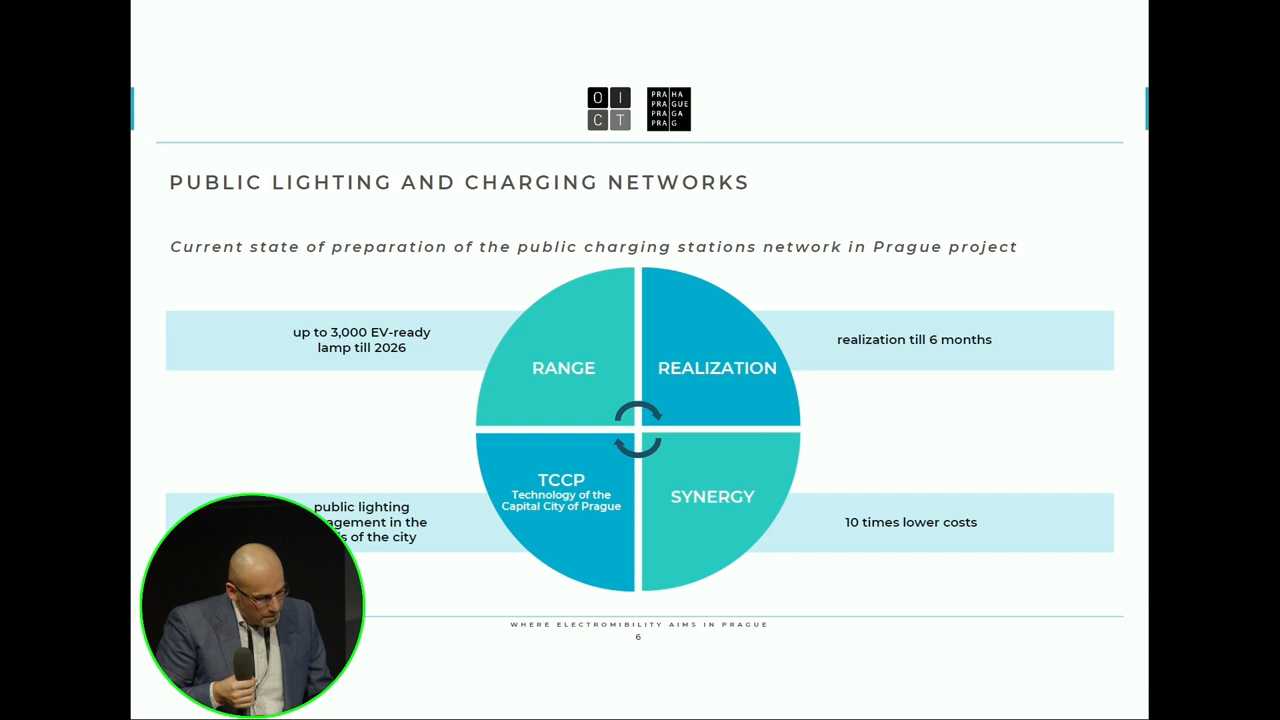 O I
C T
PRA HA
PRA GUE
PRA GA
PRA G
PUBLIC LIGHTING AND CHARGING NETWORKS
Current state of preparation of the public charging stations network in Prague project
up to 3,000 EV-ready
lamp till 2026
RANGE
REALIZATION
realization till 6 months
TCCP
Technology of the
Capital City of Prague
SYNERGY
public lighting
in the
of the city
10 times lower costs
WHERE ELECTROMIBILITY AIMS IN PRAGUE
6